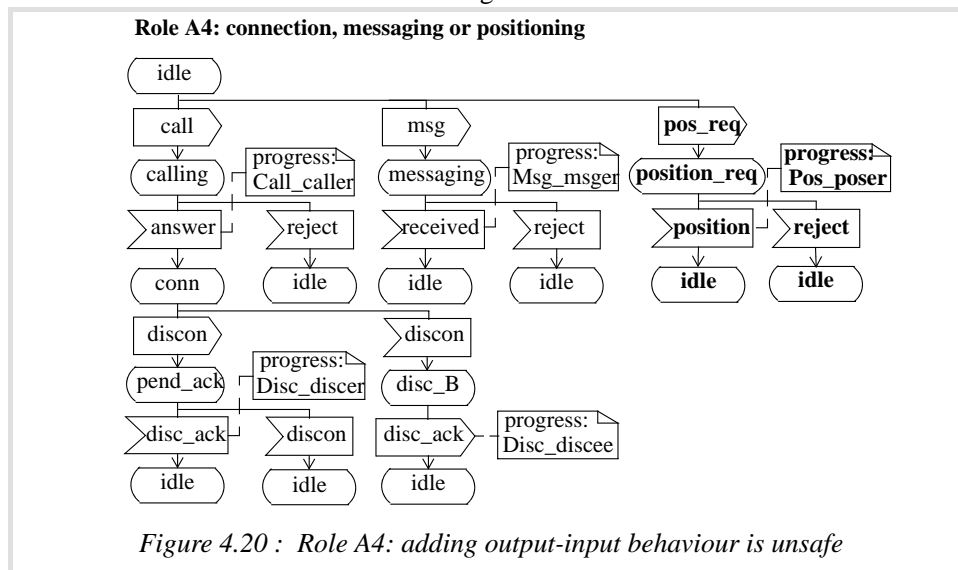 Role A4: connection, messaging or positioning
idle
call
msg
pos_req
calling
progress:
Call_caller
messaging
progress:
Msg_msger
position_req
progress:
Pos_poser
answer
reject
received
reject
position
reject
conn
idle
idle
idle
idle
idle
discon
discon
pend_ack
progress:
Disc_discer
disc_B
disc_ack
discon
disc_ack
progress:
Disc_discee
idle
idle
idle
Figure 4.20 : Role A4: adding output-input behaviour is unsafe